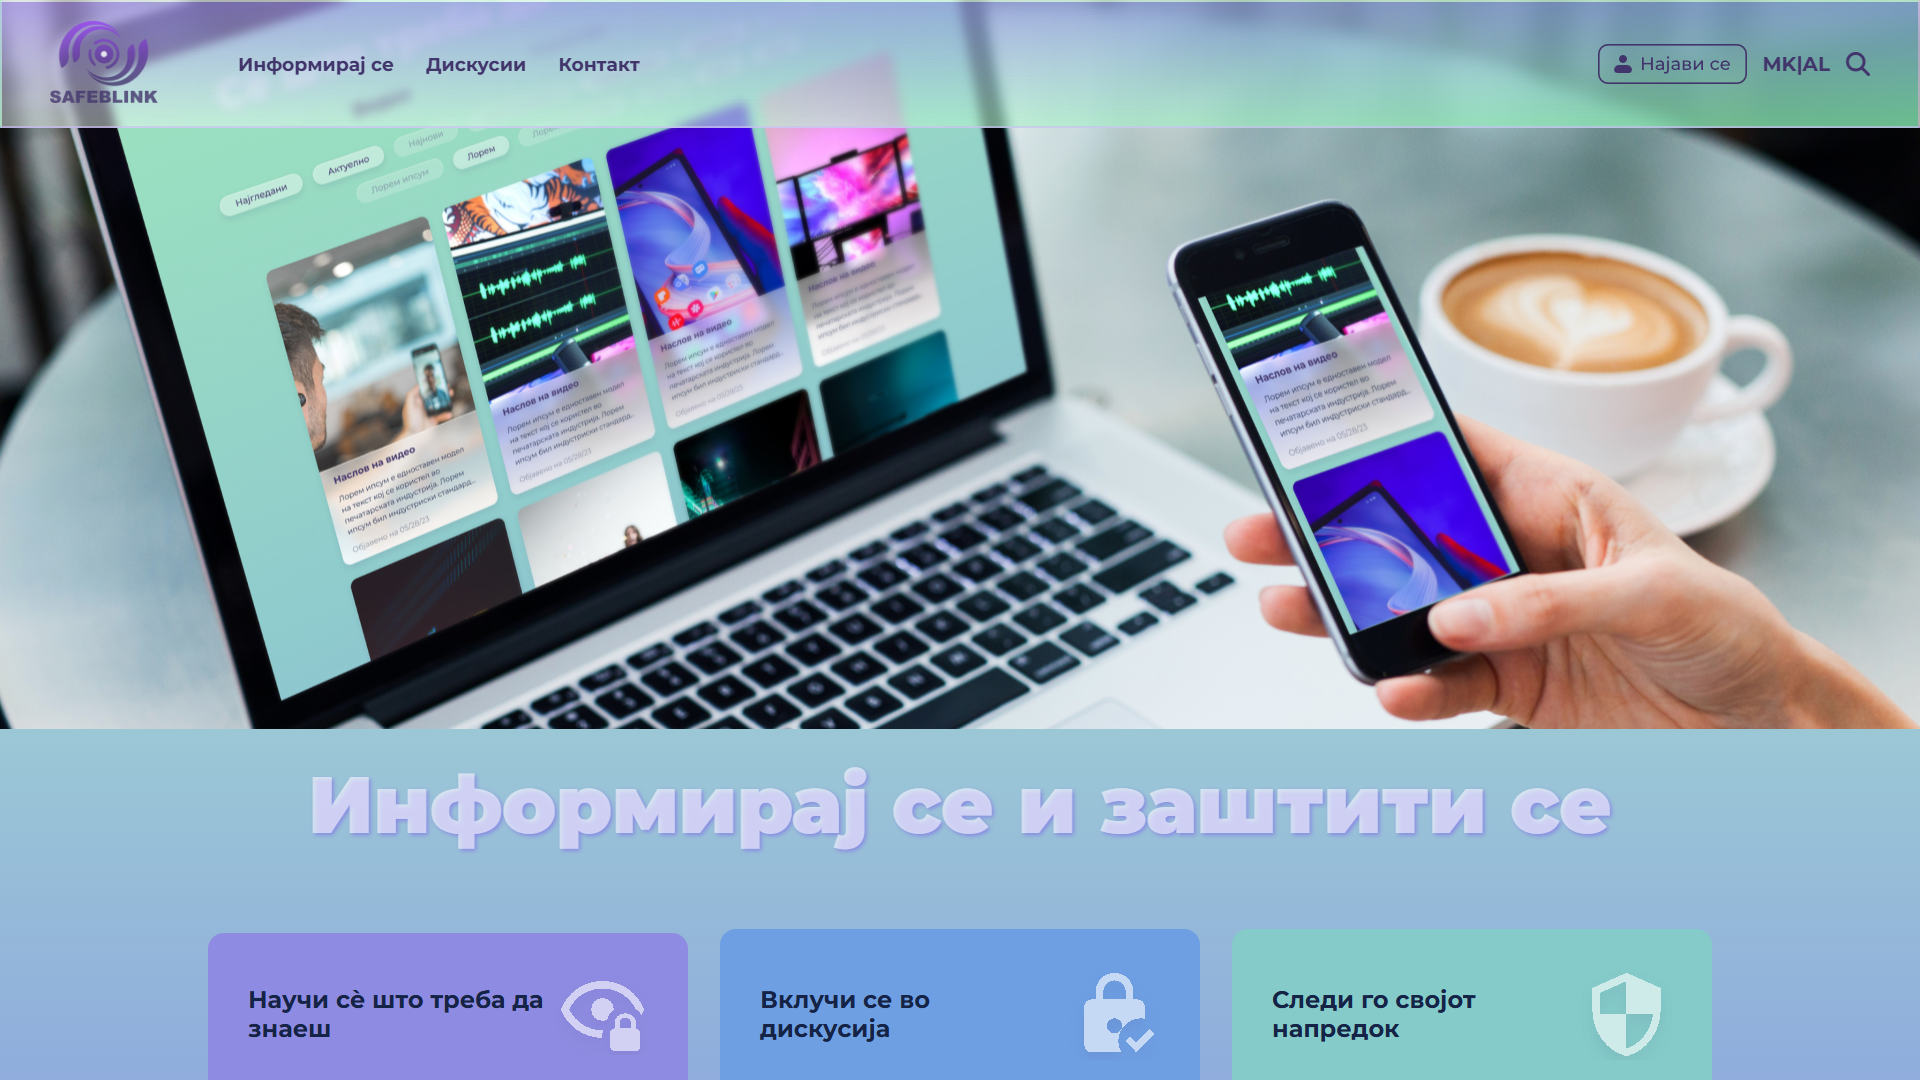 SAFEBLINK
Информирај се
Дискусии
Контакт
Најави се
MK|AL
Најгледани
Актуелно
Најнови
Лорем ипсум
Лорем
Наслов на видео
Лорем ипсум е едноставен модел
на текст кој се користел во
печатарската индустрија. Лорем
ипсум бил индустриски стандард...
Објавено на 05/28/23
Наслов на видео
Лорем ипсум е едноставен модел
на текст кој се користел во
печатарската индустрија. Лорем
ипсум бил индустриски стандард...
Објавено на 05/28/23
Наслов на видео
Лорем ипсум е едноставен модел
на текст кој се користел во
печатарската индустрија. Лорем
ипсум бил индустриски стандард...
Објавено на 05/28/23
Наслов на видео
Лорем ипсум е едноставен модел
на текст кој се користел во
печатарската индустрија. Лорем
ипсум бил индустриски стандард...
Наслов на видео
Лорем ипсум е едноставен модел
на текст кој се користел во
печатарската индустрија. Лорем
ипсум бил индустриски стандард...
Објавено на 05/28/23
Информирај се и заштити се
Научи сѐ што треба да
знаеш
Вклучи се во
дискусија
Следи го својот
напредок